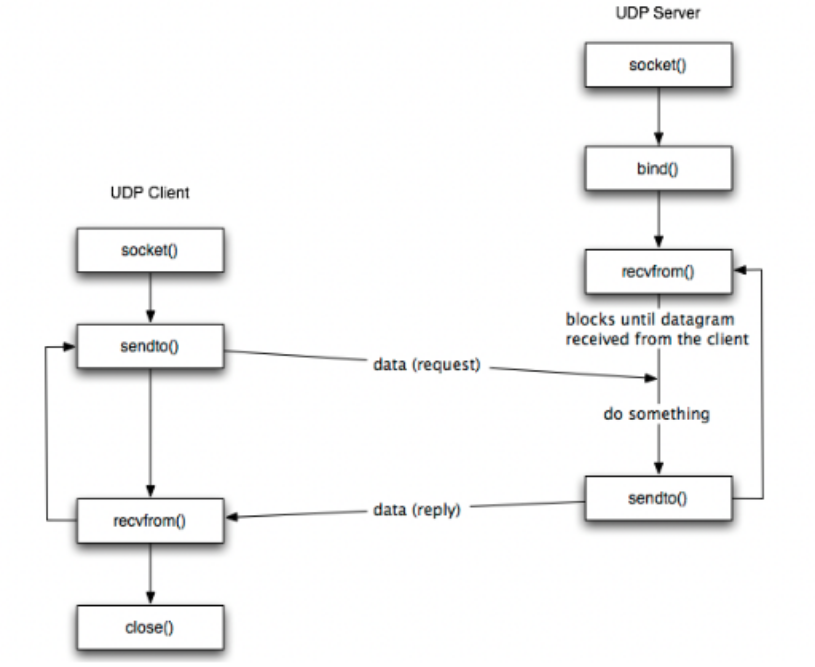 UDP Server
socket()
bind()
UDP Client
socket()
recvfrom()
blocks until datagram
received from the client
sendto()
data (request)
do something
sendto()
data (reply)
recvfrom()
close()